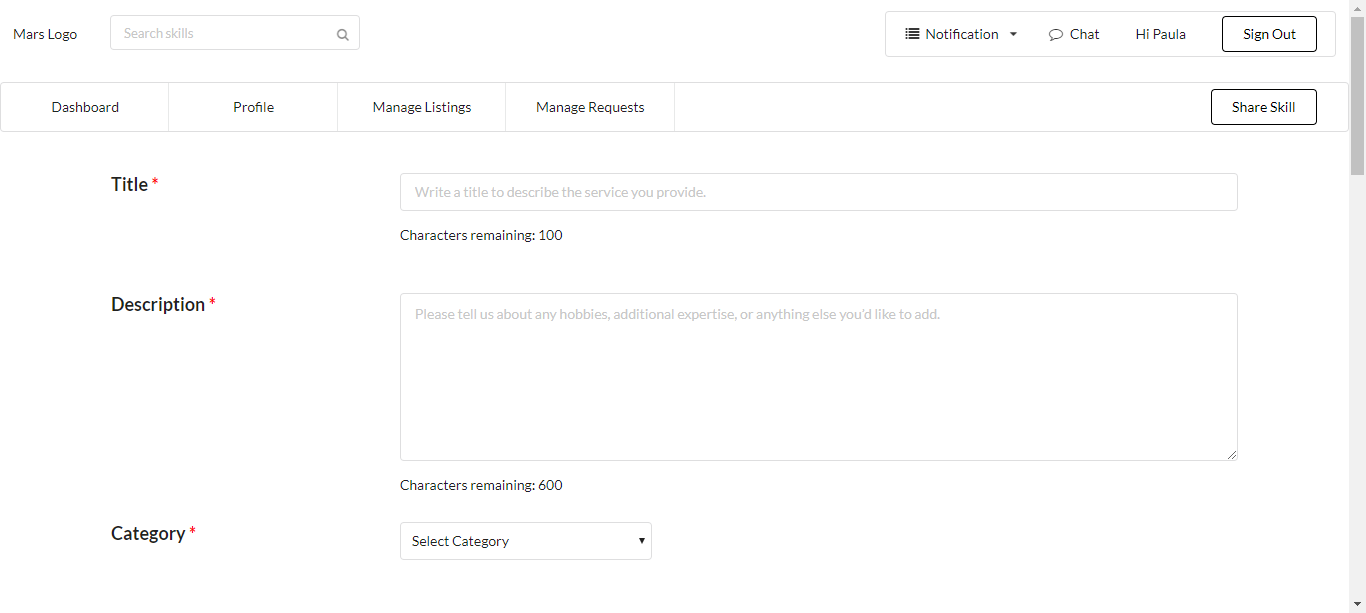 Mars Logo
Search skills
Notification
Chat
Hi Paula
Sign Out
Dashboard
Profile
Manage Listings
Manage Requests
Share Skill
Title *
Write a title to describe the service you provide.
Characters remaining: 100
Description *
Please tell us about any hobbies, additional expertise, or anything else you'd like to add.
Characters remaining: 600
Category *
Select Category